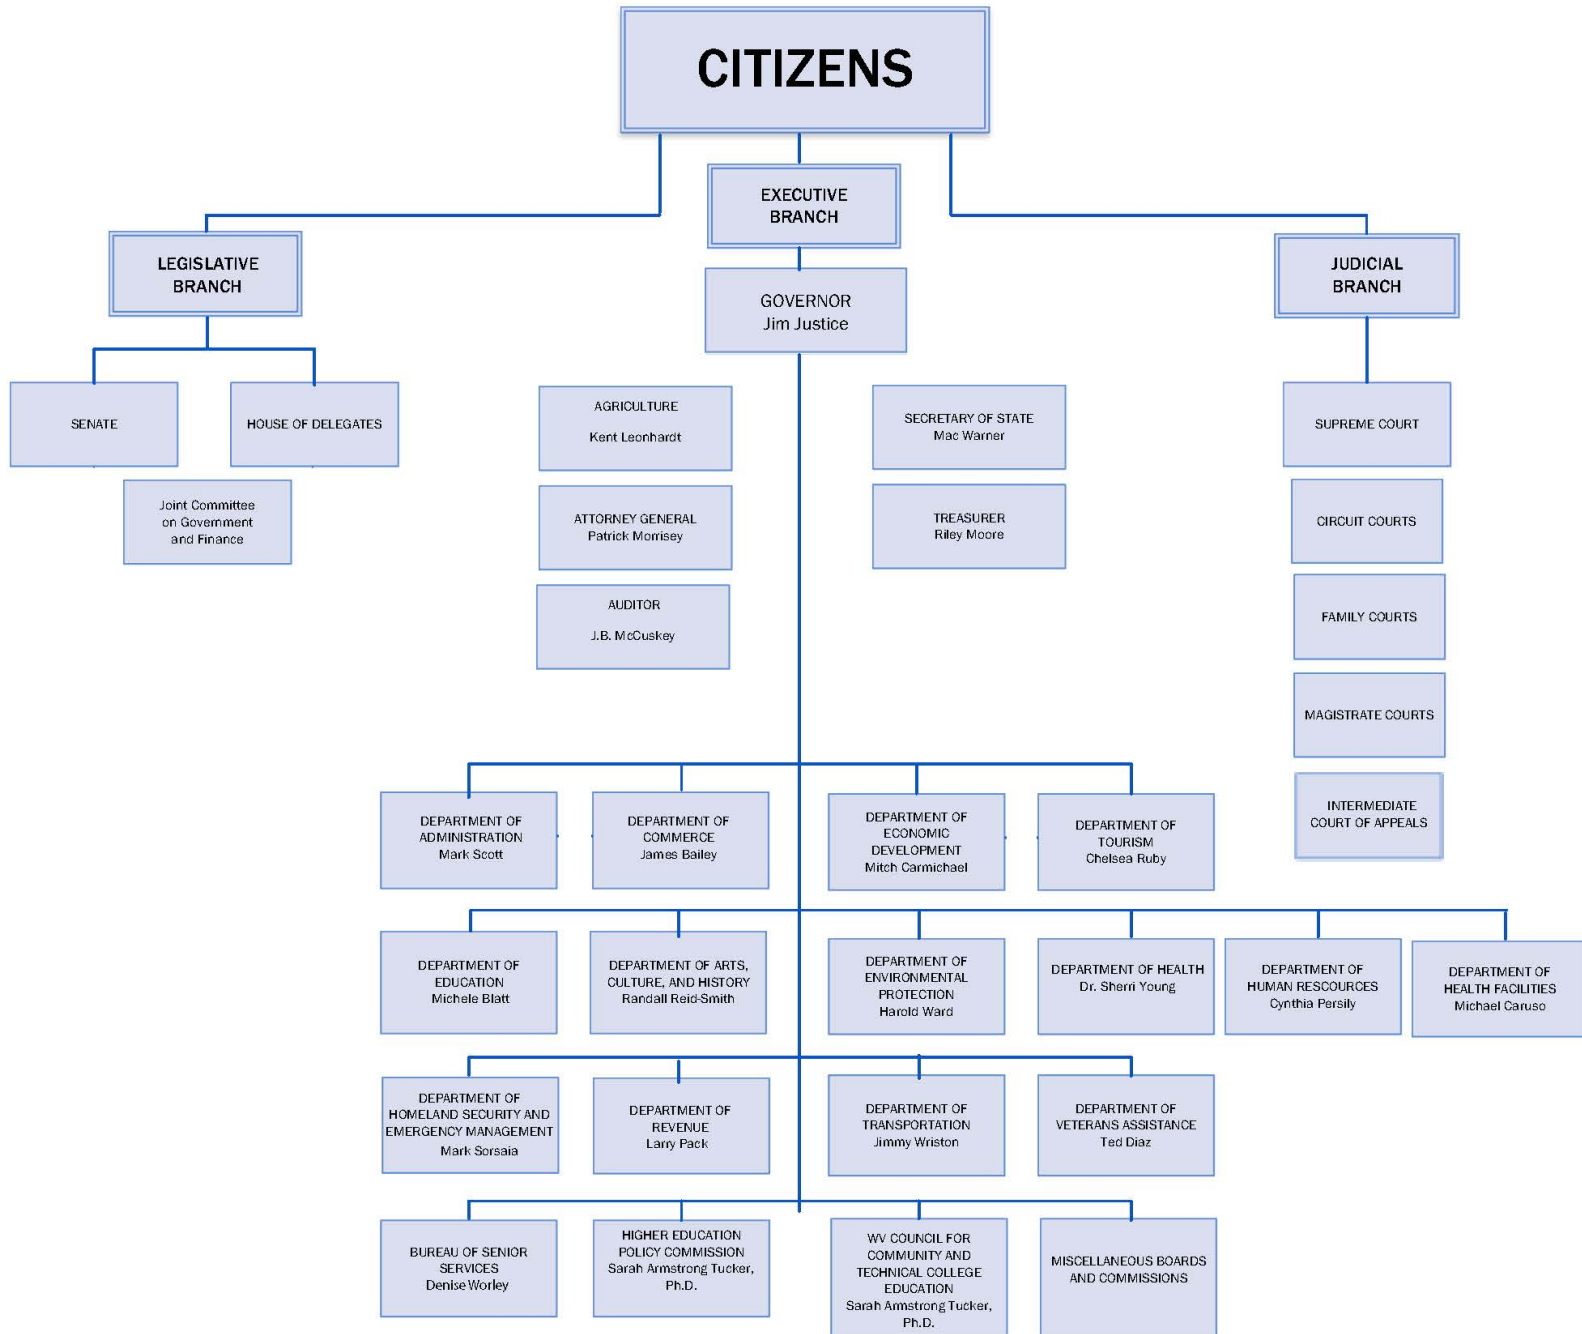 CITIZENS
EXECUTIVE
BRANCH
LEGISLATIVE
BRANCH
JUDICIAL
BRANCH
GOVERNOR
Jim Justice
SENATE
HOUSE OF DELEGATES
Joint Committee
on Government
and Finance
AGRICULTURE
Kent Leonhardt
SECRETARY OF STATE
Mac Warner
ATTORNEY GENERAL
Patrick Morrisey
TREASURER
Riley Moore
AUDITOR
J.B. McCuskey
SUPREME COURT
CIRCUIT COURTS
FAMILY COURTS
MAGISTRATE COURTS
INTERMEDIATE
COURT OF APPEALS
DEPARTMENT OF
ADMINISTRATION
Mark Scott
DEPARTMENT OF
COMMERCE
James Bailey
DEPARTMENT OF
ECONOMIC
DEVELOPMENT
Mitch Carmichael
DEPARTMENT OF
TOURISM
Chelsea Ruby
DEPARTMENT OF
EDUCATION
Michele Blatt
DEPARTMENT OF ARTS,
CULTURE, AND HISTORY
Randall Reid-Smith
DEPARTMENT OF
ENVIRONMENTAL
PROTECTION
Harold Ward
DEPARTMENT OF HEALTH
Dr. Sherri Young
DEPARTMENT OF
HUMAN RESCOURCES
Cynthia Persily
DEPARTMENT OF
HEALTH FACILITIES
Michael Caruso
DEPARTMENT OF
HOMELAND SECURITY AND
EMERGENCY MANAGEMENT
Mark Sorsaia
DEPARTMENT OF
REVENUE
Larry Pack
DEPARTMENT OF
TRANSPORTATION
Jimmy Wriston
DEPARTMENT OF
VETERANS ASSISTANCE
Ted Diaz
BUREAU OF SENIOR
SERVICES
Denise Worley
HIGHER EDUCATION
POLICY COMMISSION
Sarah Armstrong Tucker,
Ph.D.
WV COUNCIL FOR
COMMUNITY AND
TECHNICAL COLLEGE
EDUCATION
Sarah Armstrong Tucker,
Ph.D.
MISCELLANEOUS BOARDS
AND COMMISSIONS